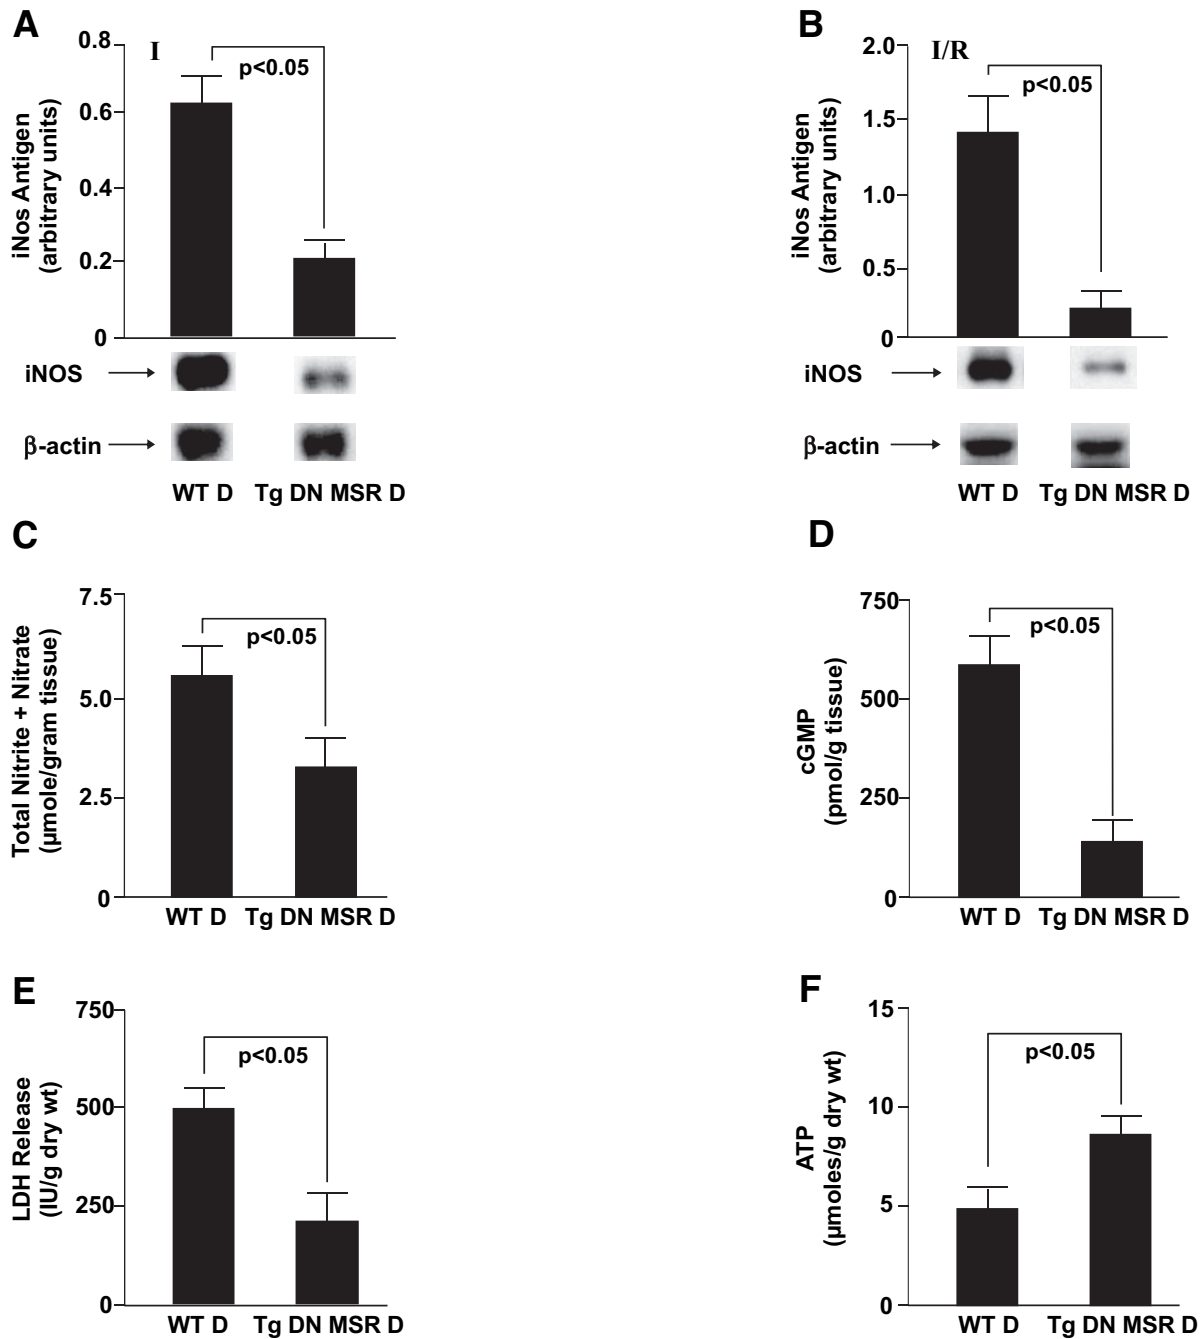 A
I
iNos Antigen
(arbitrary units)
0.8
0.6
0.4
0.2
0
p<0.05
iNOS
β-actin
WT D Tg DN MSR D
B
I/R
iNos Antigen
(arbitrary units)
2.0
1.5
1.0
0.5
0
p<0.05
iNOS
β-actin
WT D Tg DN MSR D
C
Total Nitrite + Nitrate
(µmole/gram tissue)
7.5
5.0
2.5
0
p<0.05
WT D Tg DN MSR D
D
cGMP
(pmol/g tissue)
750
500
250
0
p<0.05
WT D Tg DN MSR D
E
LDH Release
(IU/g dry wt)
750
500
250
0
p<0.05
WT D Tg DN MSR D
F
ATP
(µmoles/g dry wt)
15
10
5
0
p<0.05
WT D Tg DN MSR D